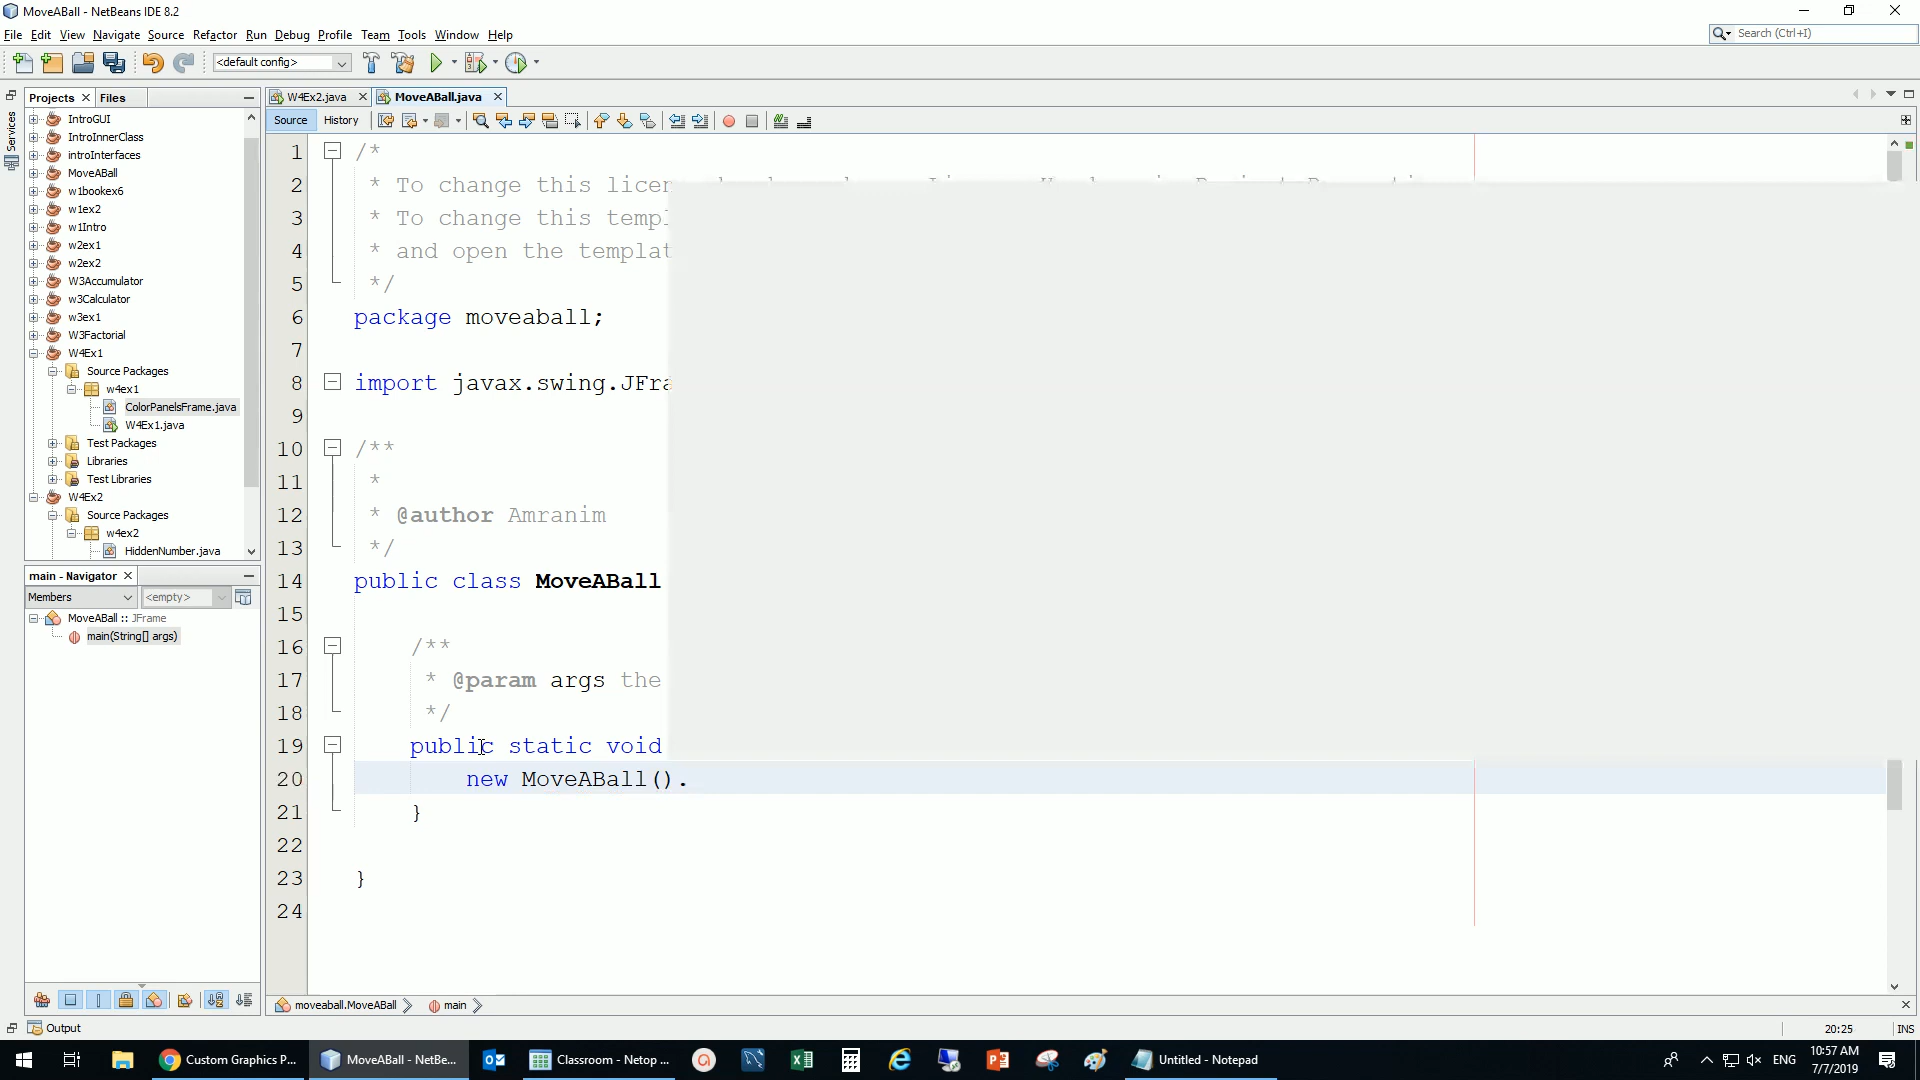 MoveABall - NetBeans IDE 8.2
File Edit View Navigate Source Refactor Run Debug Profile Team Tools Window Help
Search (Ctrl+I)
<default config>
Projects Files
Services
IntroGUI
IntroInnerClass
introInterfaces
MoveABall
w1bookex6
w1ex2
w1Intro
w2ex1
w2ex2
W3Accumulator
w3Calculator
w3ex1
W3Factorial
W4Ex1
Source Packages
w4ex1
ColorPanelsFrame.java
W4Ex1.java
Test Packages
Libraries
Test Libraries
W4Ex2
Source Packages
w4ex2
HiddenNumber.java
main - Navigator
Members <empty>
MoveABall :: JFrame
main(String[] args)
W4Ex2.java MoveABall.java
Source History
1 /*
2 * To change this licen
3 * To change this templ
4 * and open the templat
5 */
6 package moveaball;
7
8 import javax.swing.JFra
9
10 /**
11 *
12 * @author Amranim
13 */
14 public class MoveABall
15
16 /**
17 * @param args the
18 */
19 public static void
20 new MoveABall().
21 }
22
23 }
24
moveaball.MoveABall main
Output
20:25 INS
Custom Graphics P...
MoveABall - NetBe...
Classroom - Netop ...
Untitled - Notepad
ENG
10:57 AM
7/7/2019